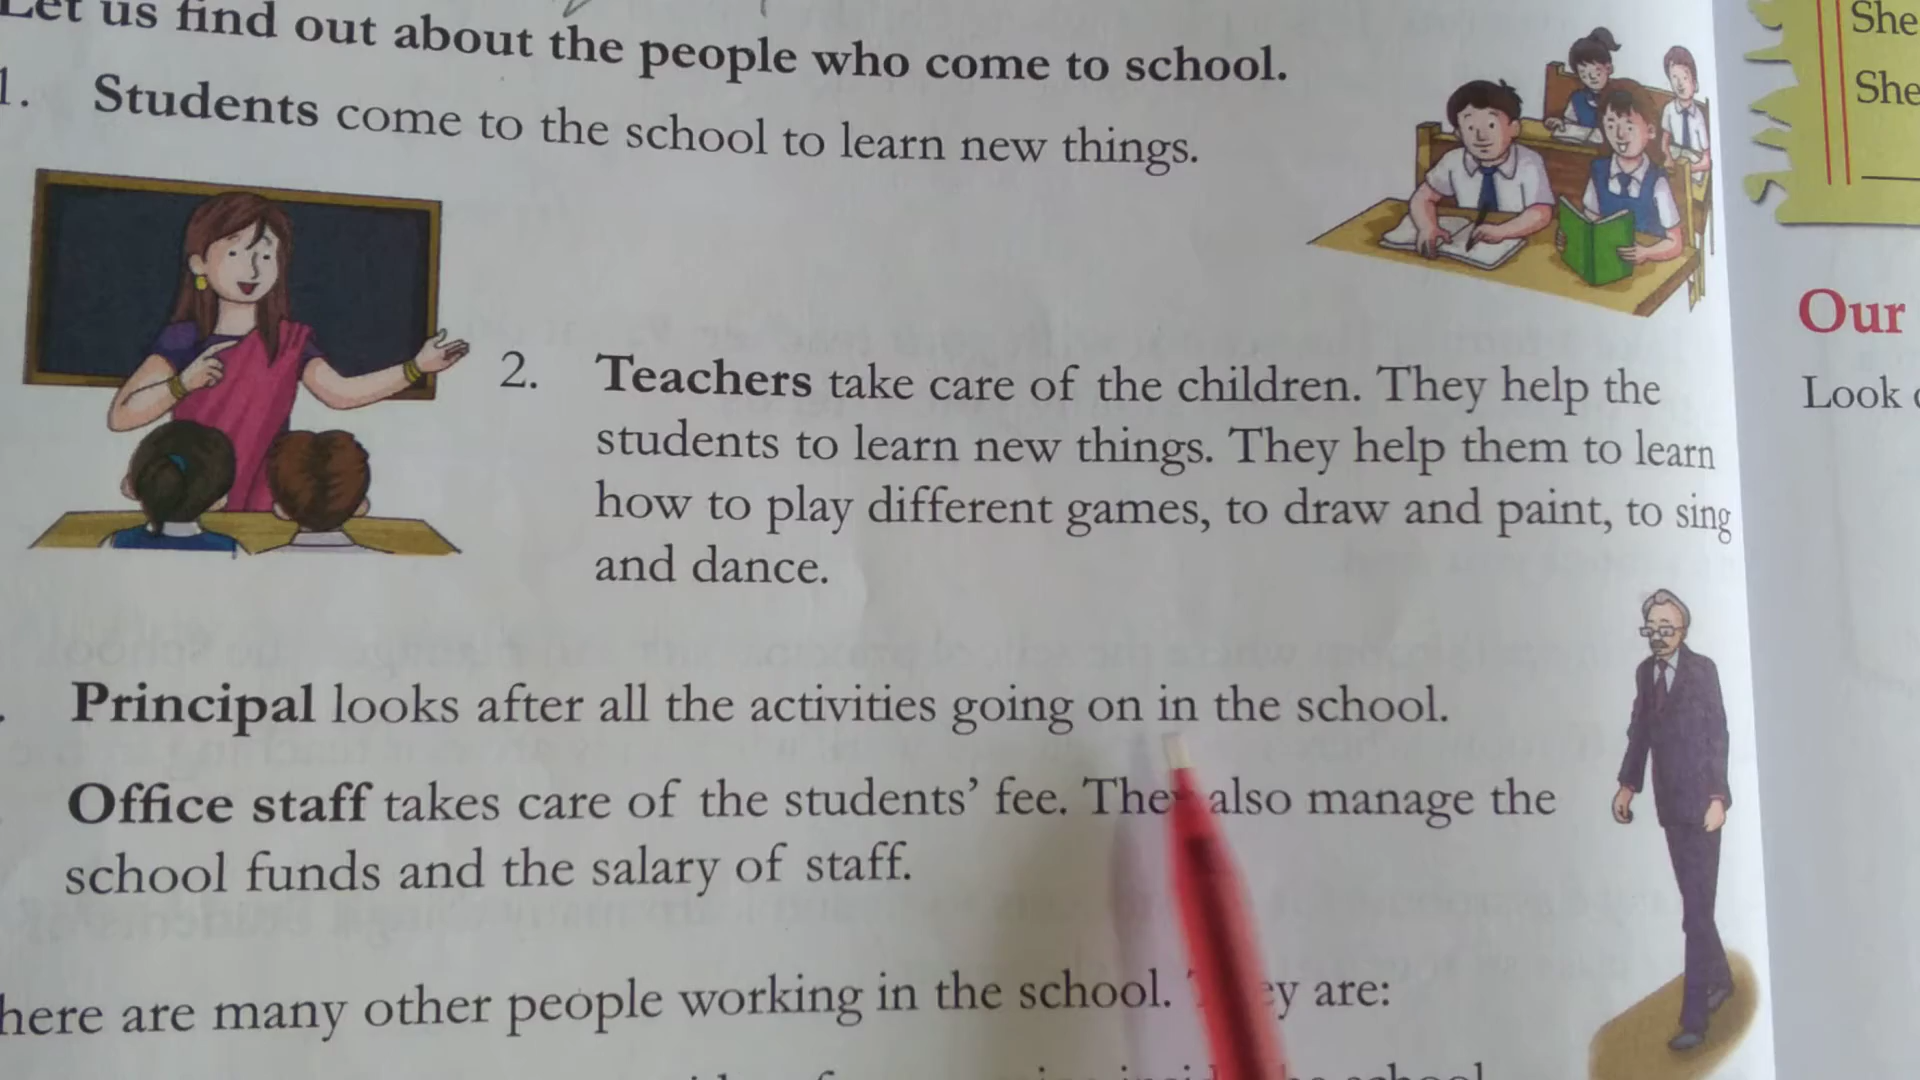 Let us find out about the people who come to school.
1. Students come to the school to learn new things.
2. Teachers take care of the children. They help the
students to learn new things. They help them to learn
how to play different games, to draw and paint, to sing
and dance.
Principal looks after all the activities going on in the school.
Office staff takes care of the students' fee. They also manage the
school funds and the salary of staff.
here are many other people working in the school. They are:
school
She
She
Our
Look